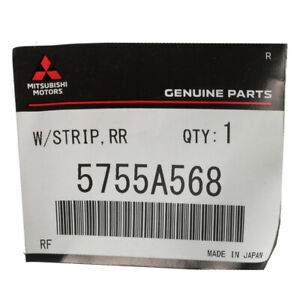 R
MITSUBISHI
MOTORS
GENUINE PARTS
W/STRIP,RR QTY:1
5755A568
RF
MADE IN JAPAN